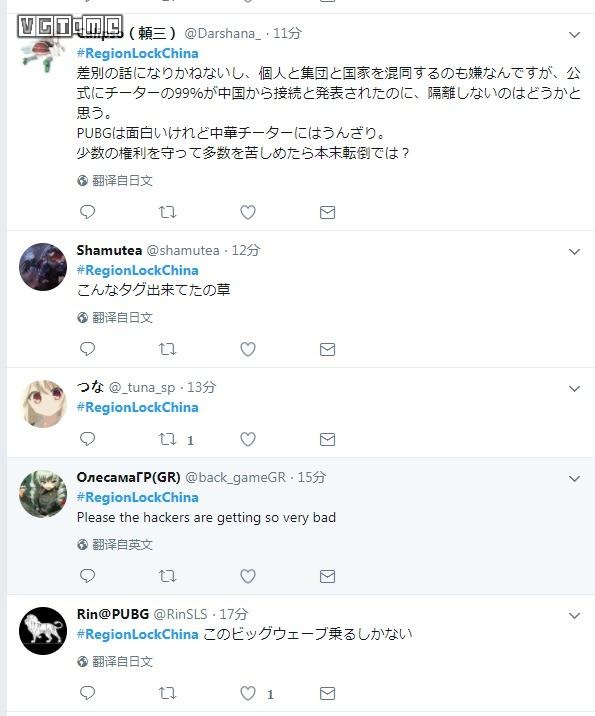 VGTIME
Calipso（頼三） @Darshana_ · 11分
#RegionLockChina
差別の話になりかねないし、個人と集団と国家を混同するのも嫌なんですが、公
式にチーターの99%が中国から接続と発表されたのに、隔離しないのはどうかと
思う。
PUBGは面白いけれど中華チーターにはうんざり。
少数の権利を守って多数を苦しめたら本末転倒では？
翻译自日文
Shamutea @shamutea · 12分
#RegionLockChina
こんなタグ出来てたの草
翻译自日文
つな @_tuna_sp · 13分
#RegionLockChina
1
ОлесамаГР(GR) @back_gameGR · 15分
#RegionLockChina
Please the hackers are getting so very bad
翻译自英文
Rin@PUBG @RinSLS · 17分
#RegionLockChina このビッグウェーブ乗るしかない
翻译自日文
1